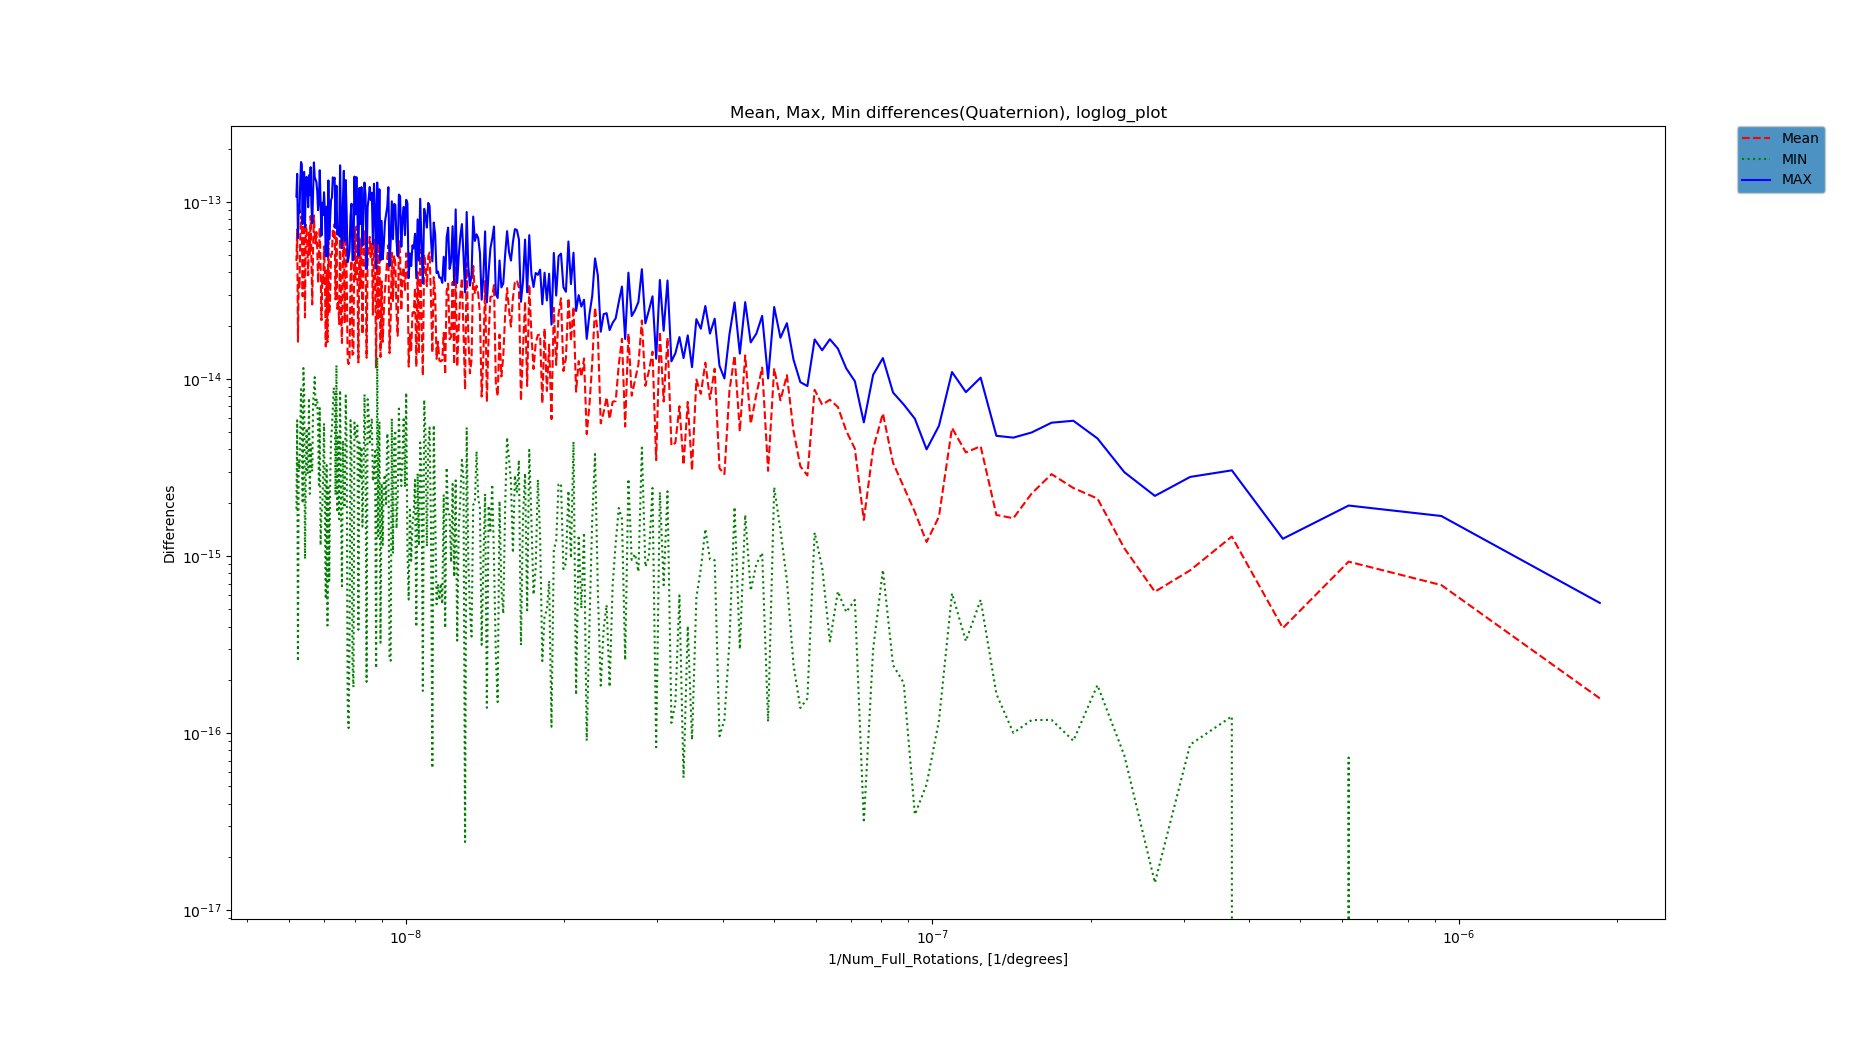 Mean, Max, Min differences(Quaternion), loglog_plot
Mean
MIN
MAX
Differences
10⁻¹³
10⁻¹⁴
10⁻¹⁵
10⁻¹⁶
10⁻¹⁷
10⁻⁸
10⁻⁷
10⁻⁶
1/Num_Full_Rotations, [1/degrees]